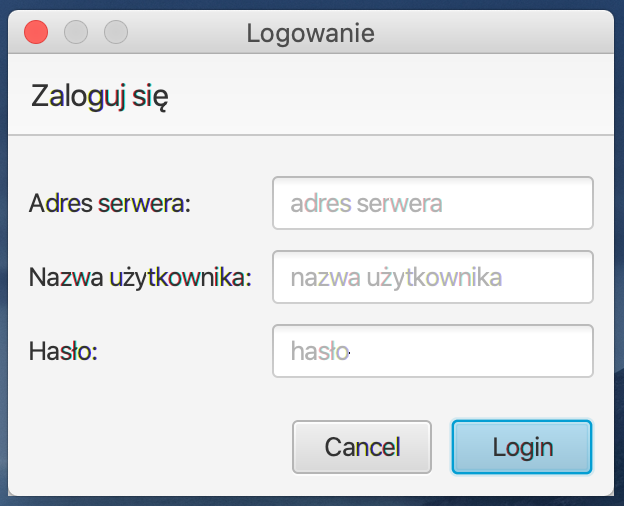 Logowanie
Zaloguj się
Adres serwera: adres serwera
Nazwa użytkownika: nazwa użytkownika
Hasło: hasło
Cancel Login